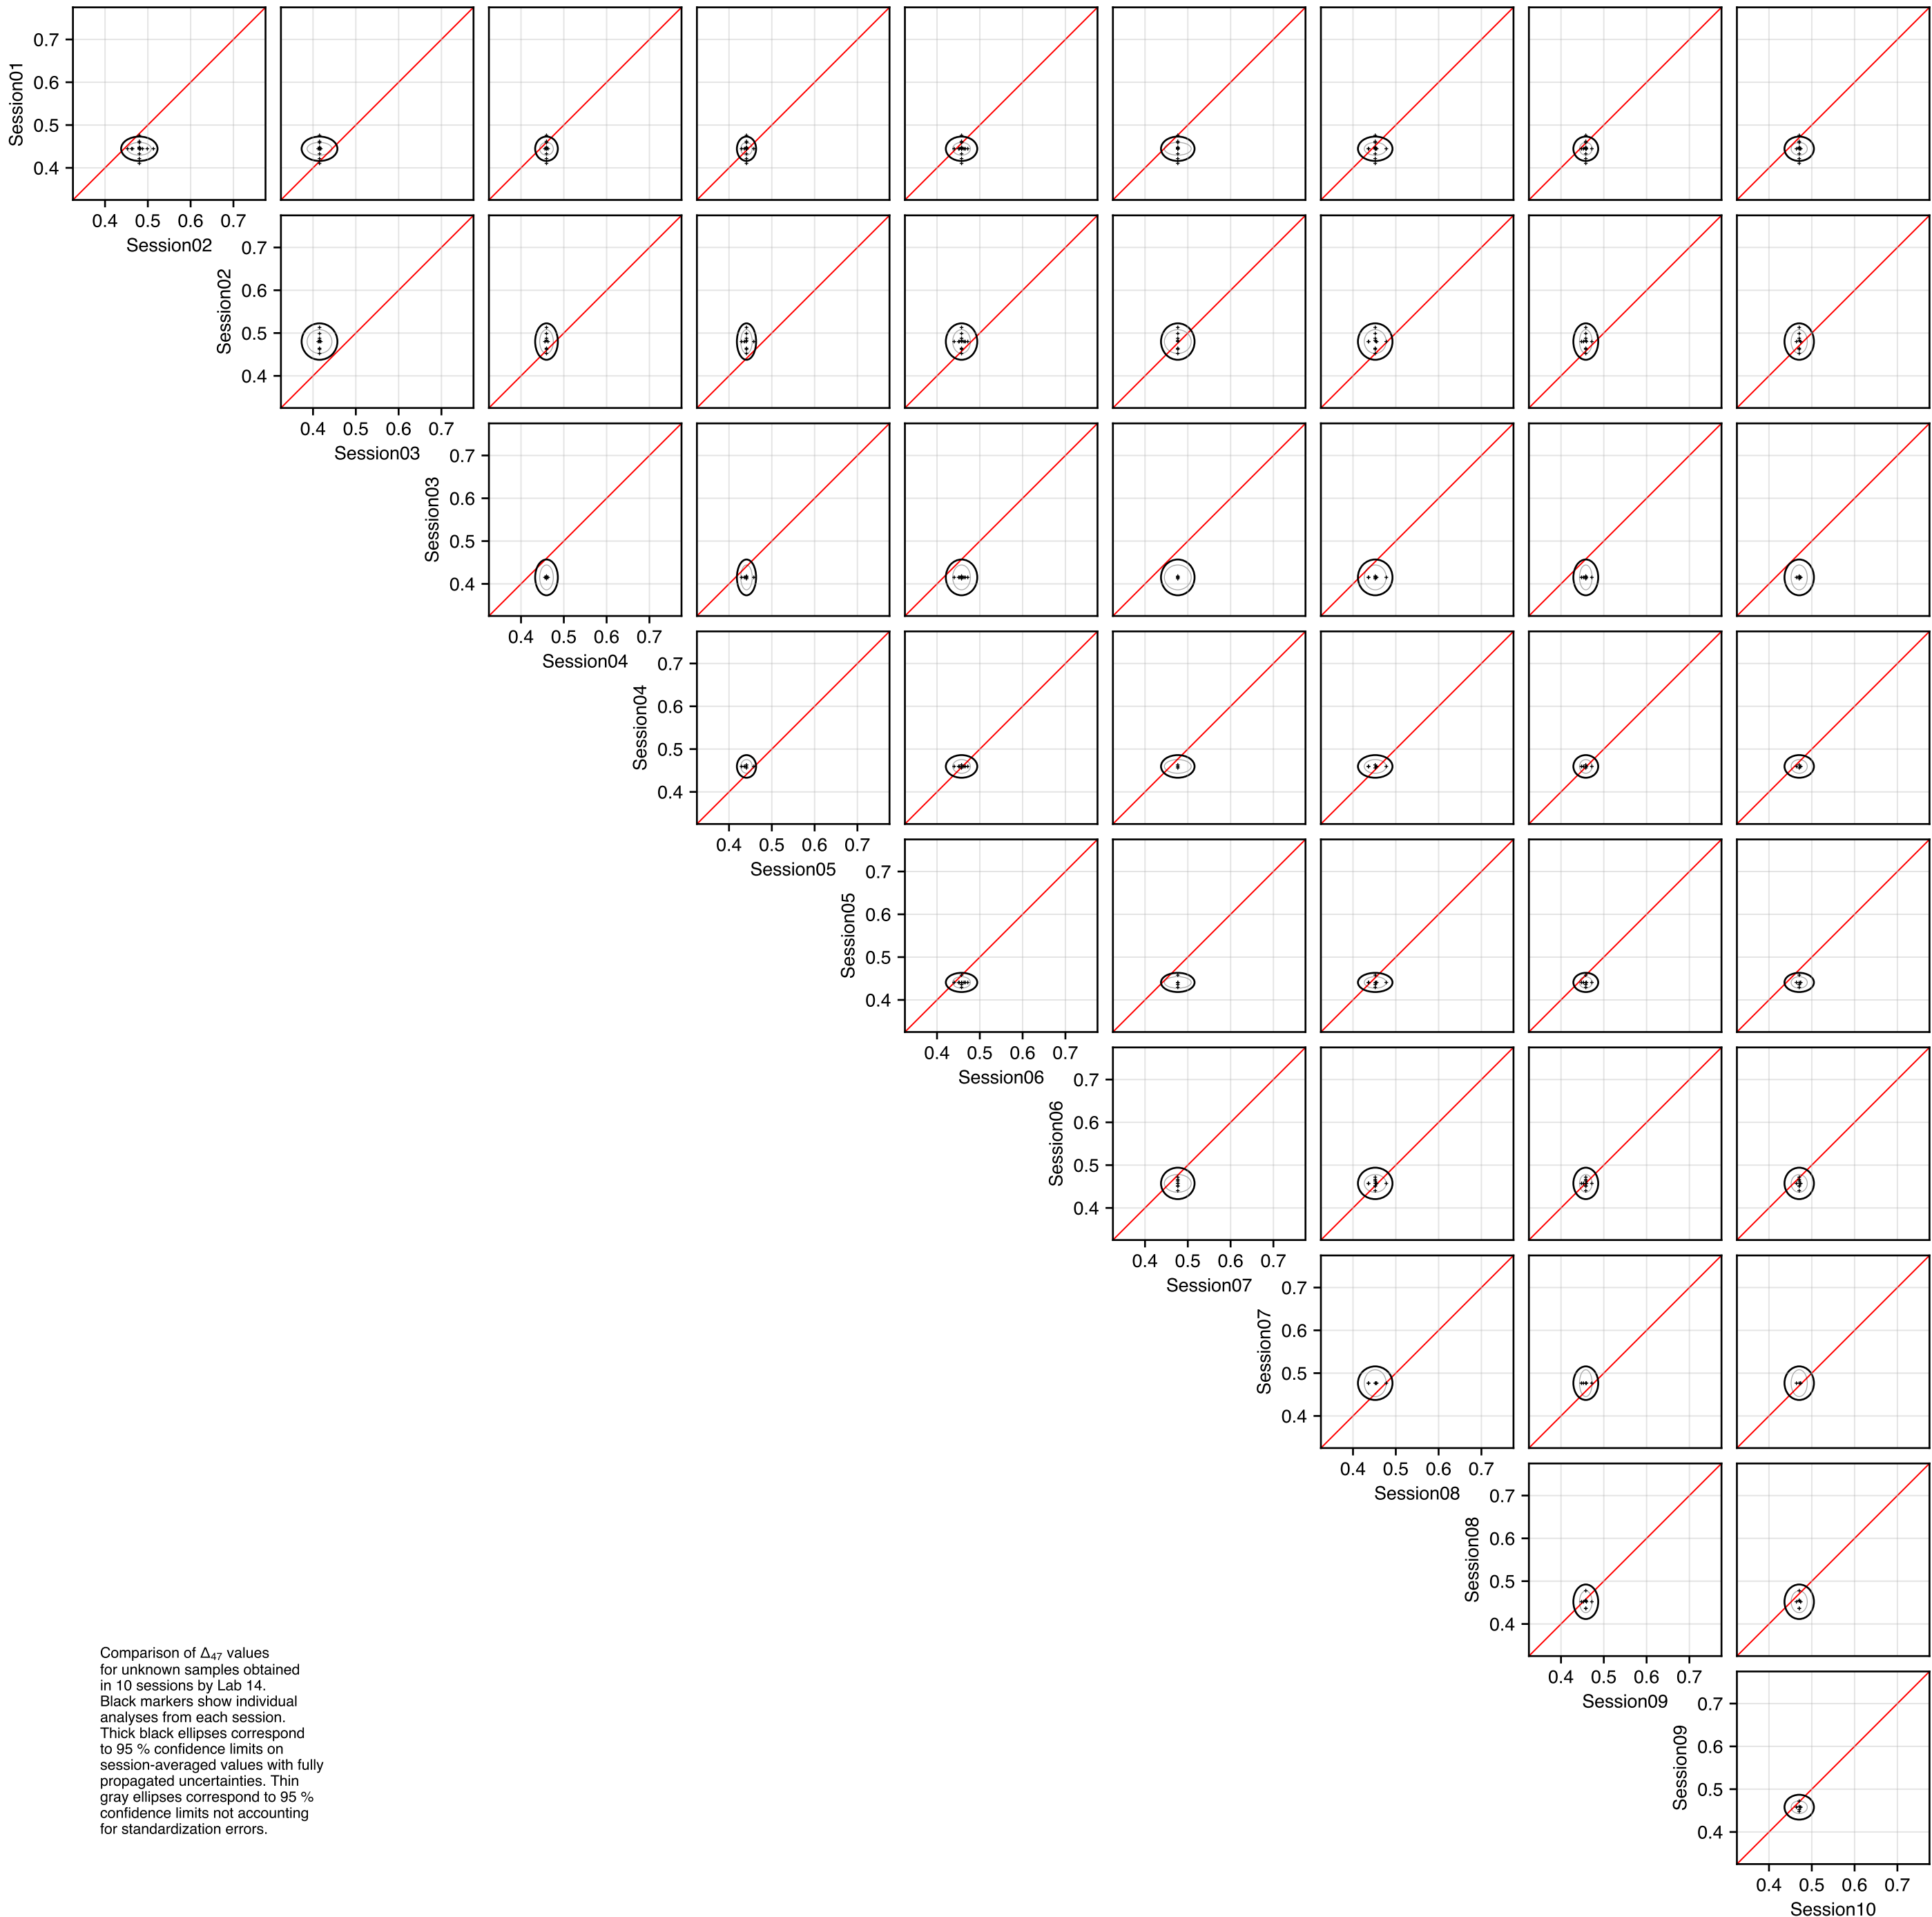 0.7
0.6
0.5
0.4
Session01
0.4 0.5 0.6 0.7
Session02
0.7
0.6
0.5
0.4
Session02
0.4 0.5 0.6 0.7
Session03
0.7
0.6
0.5
0.4
Session03
0.4 0.5 0.6 0.7
Session04
0.7
0.6
0.5
0.4
Session04
0.4 0.5 0.6 0.7
Session05
0.7
0.6
0.5
0.4
Session05
0.4 0.5 0.6 0.7
Session06
0.7
0.6
0.5
0.4
Session06
0.4 0.5 0.6 0.7
Session07
0.7
0.6
0.5
0.4
Session07
0.4 0.5 0.6 0.7
Session08
0.7
0.6
0.5
0.4
Session08
0.4 0.5 0.6 0.7
Session09
0.7
0.6
0.5
0.4
Session09
0.4 0.5 0.6 0.7
Session10
Comparison of Δ₄₇ values
for unknown samples obtained
in 10 sessions by Lab 14.
Black markers show individual
analyses from each session.
Thick black ellipses correspond
to 95 % confidence limits on
session-averaged values with fully
propagated uncertainties. Thin
gray ellipses correspond to 95 %
confidence limits not accounting
for standardization errors.